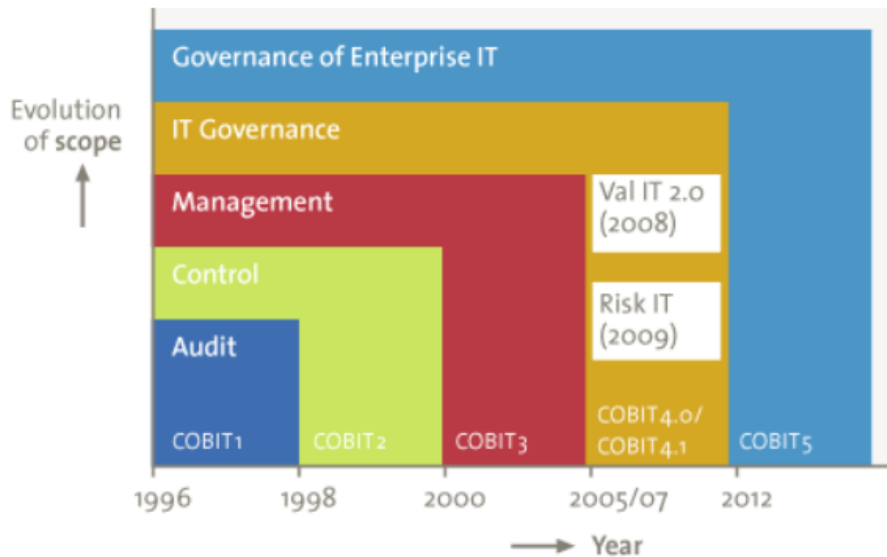 Governance of Enterprise IT
Evolution
of scope
IT Governance
Management
Val IT 2.0
(2008)
Control
Risk IT
(2009)
Audit
COBIT1
COBIT2
COBIT3
COBIT4.0/
COBIT4.1
COBIT5
1996
1998
2000
2005/07
2012
Year